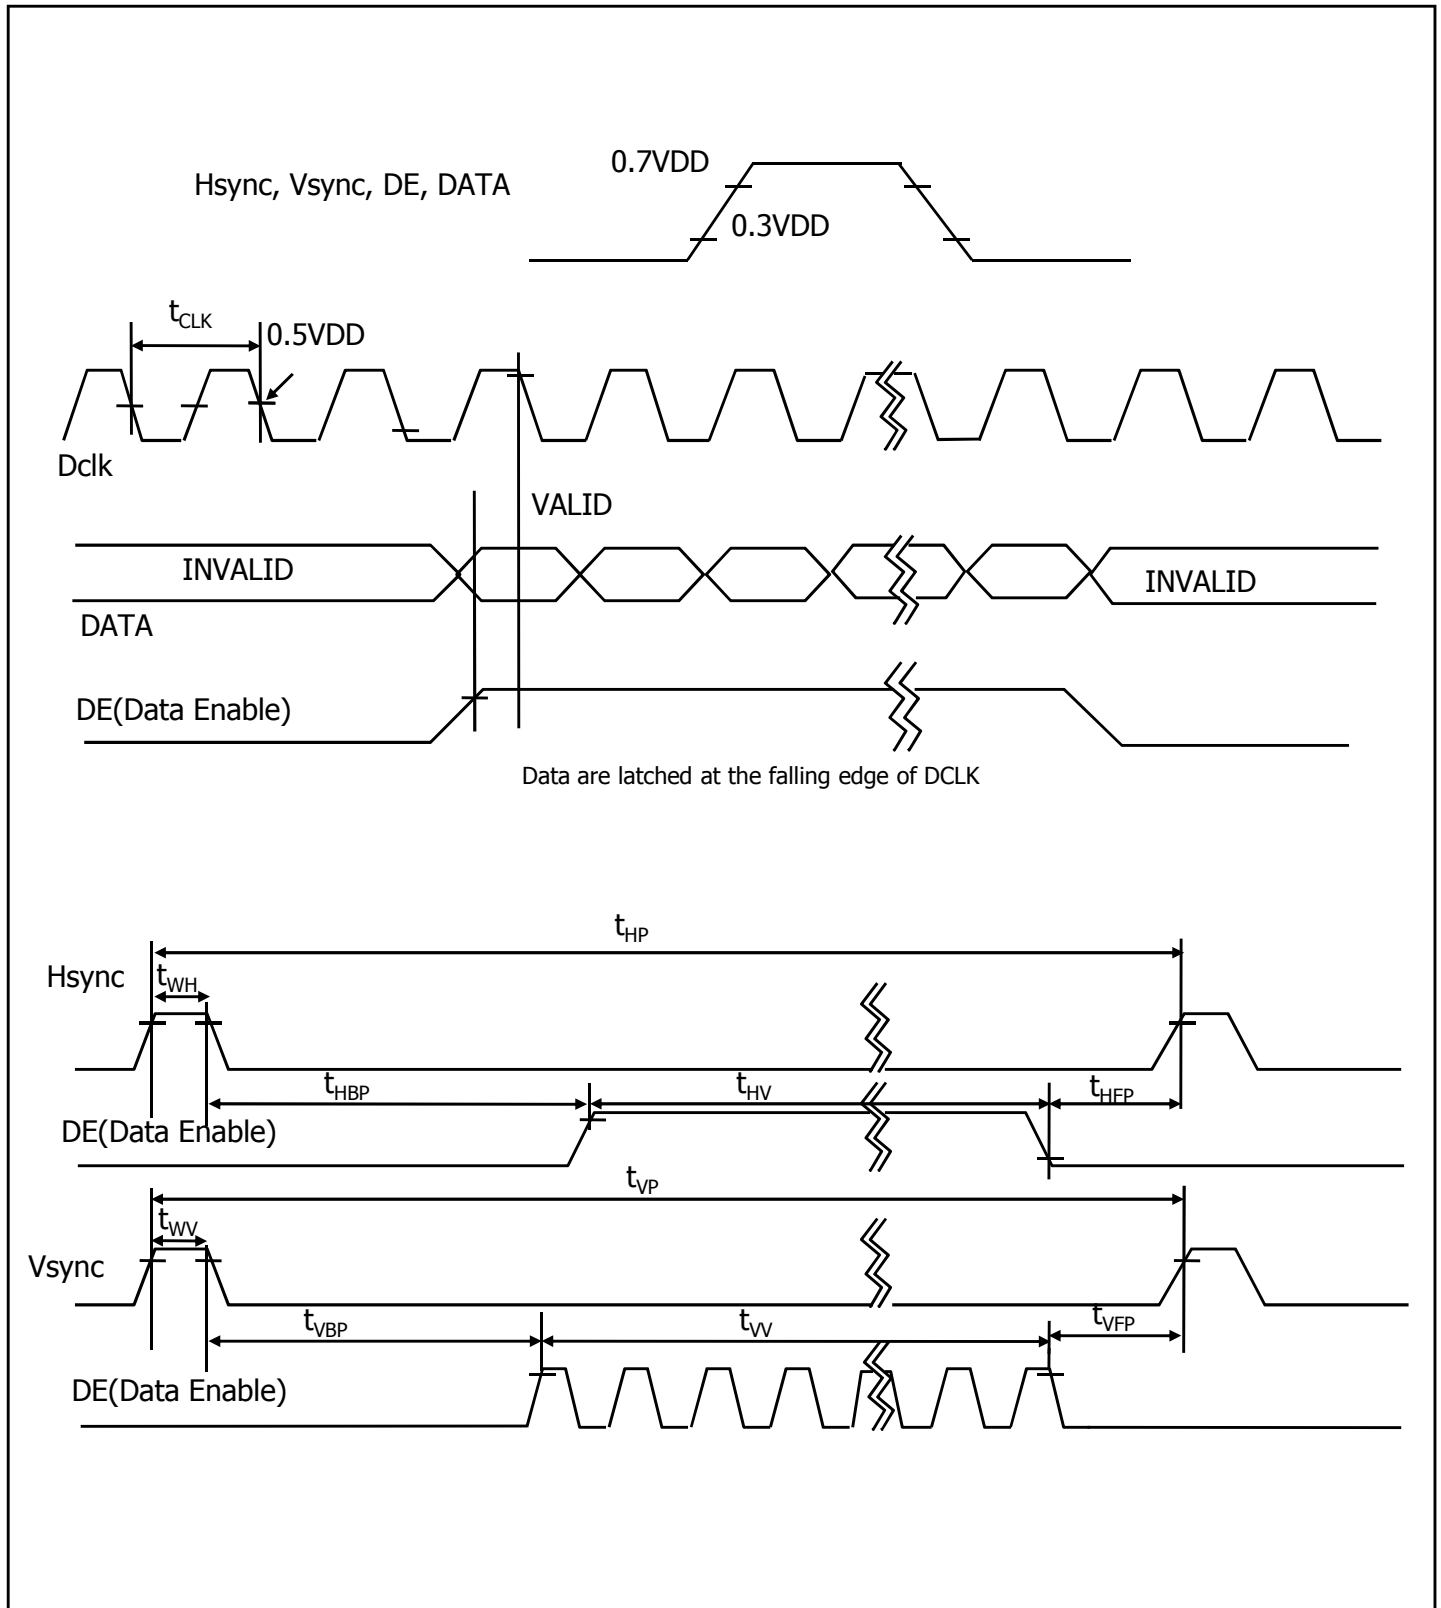 0.7VDD
Hsync, Vsync, DE, DATA
0.3VDD
tCLK
0.5VDD
Dclk
VALID
INVALID
INVALID
DATA
DE(Data Enable)
Data are latched at the falling edge of DCLK
tHP
Hsync
tWH
tHBP
tHV
tHFP
DE(Data Enable)
tVP
tWV
Vsync
tVBP
tVV
tVFP
DE(Data Enable)